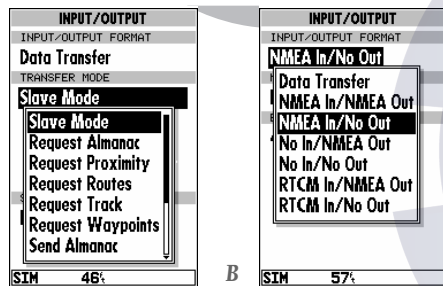 INPUT/OUTPUT
INPUT/OUTPUT FORMAT
Data Transfer
TRANSFER MODE
Slave Mode
Slave Mode
Request Almanac
Request Proximity
Request Routes
Request Track
Request Waypoints
Send Almanac
SIM 46%
B
INPUT/OUTPUT
INPUT/OUTPUT FORMAT
NMEA In/No Out
Data Transfer
NMEA In/NMEA Out
NMEA In/No Out
No In/NMEA Out
No In/No Out
RTCM In/NMEA Out
RTCM In/No Out
SIM 57%